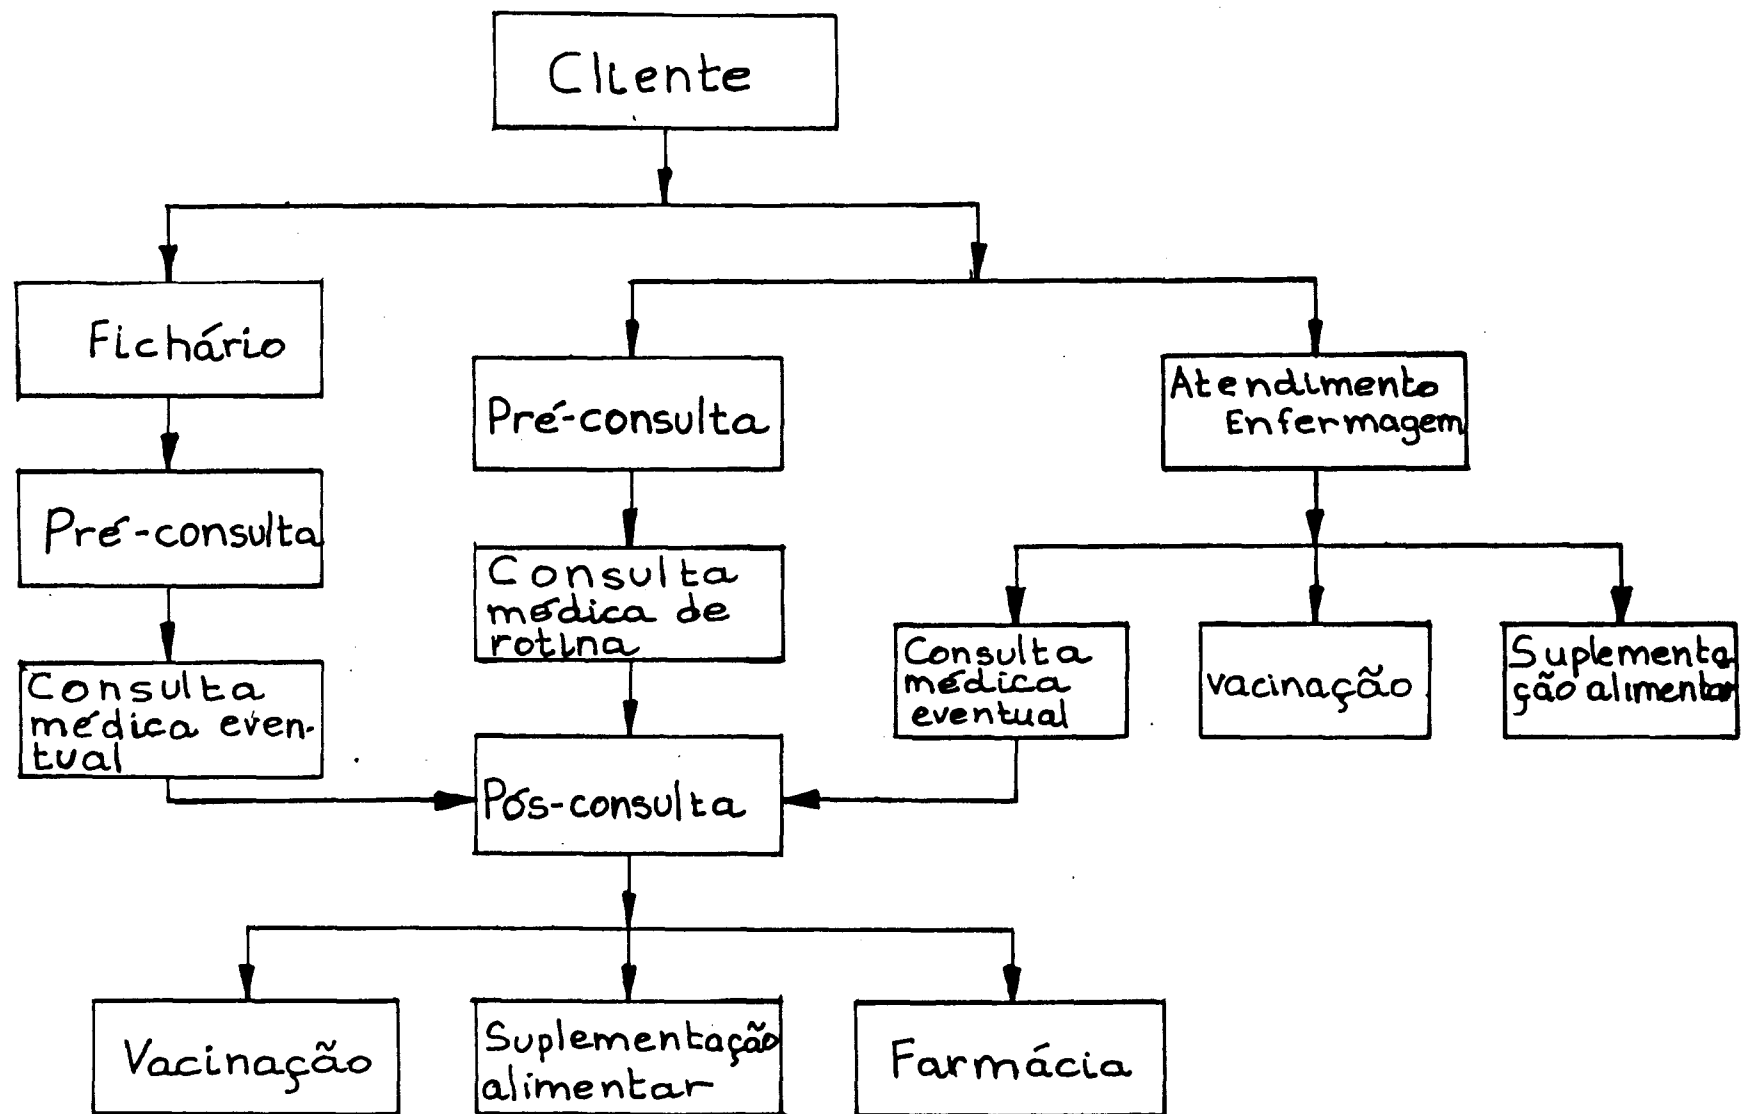 Cliente
Fichário
Pré-consulta
Atendimento
Enfermagem
Pré-consulta
Consulta
médica de
rotina
Consulta
médica even-
tual
Consulta
médica
eventual
vacinação
Suplementa
ção alimentar
Pós-consulta
Vacinação
Suplementação
alimentar
Farmácia